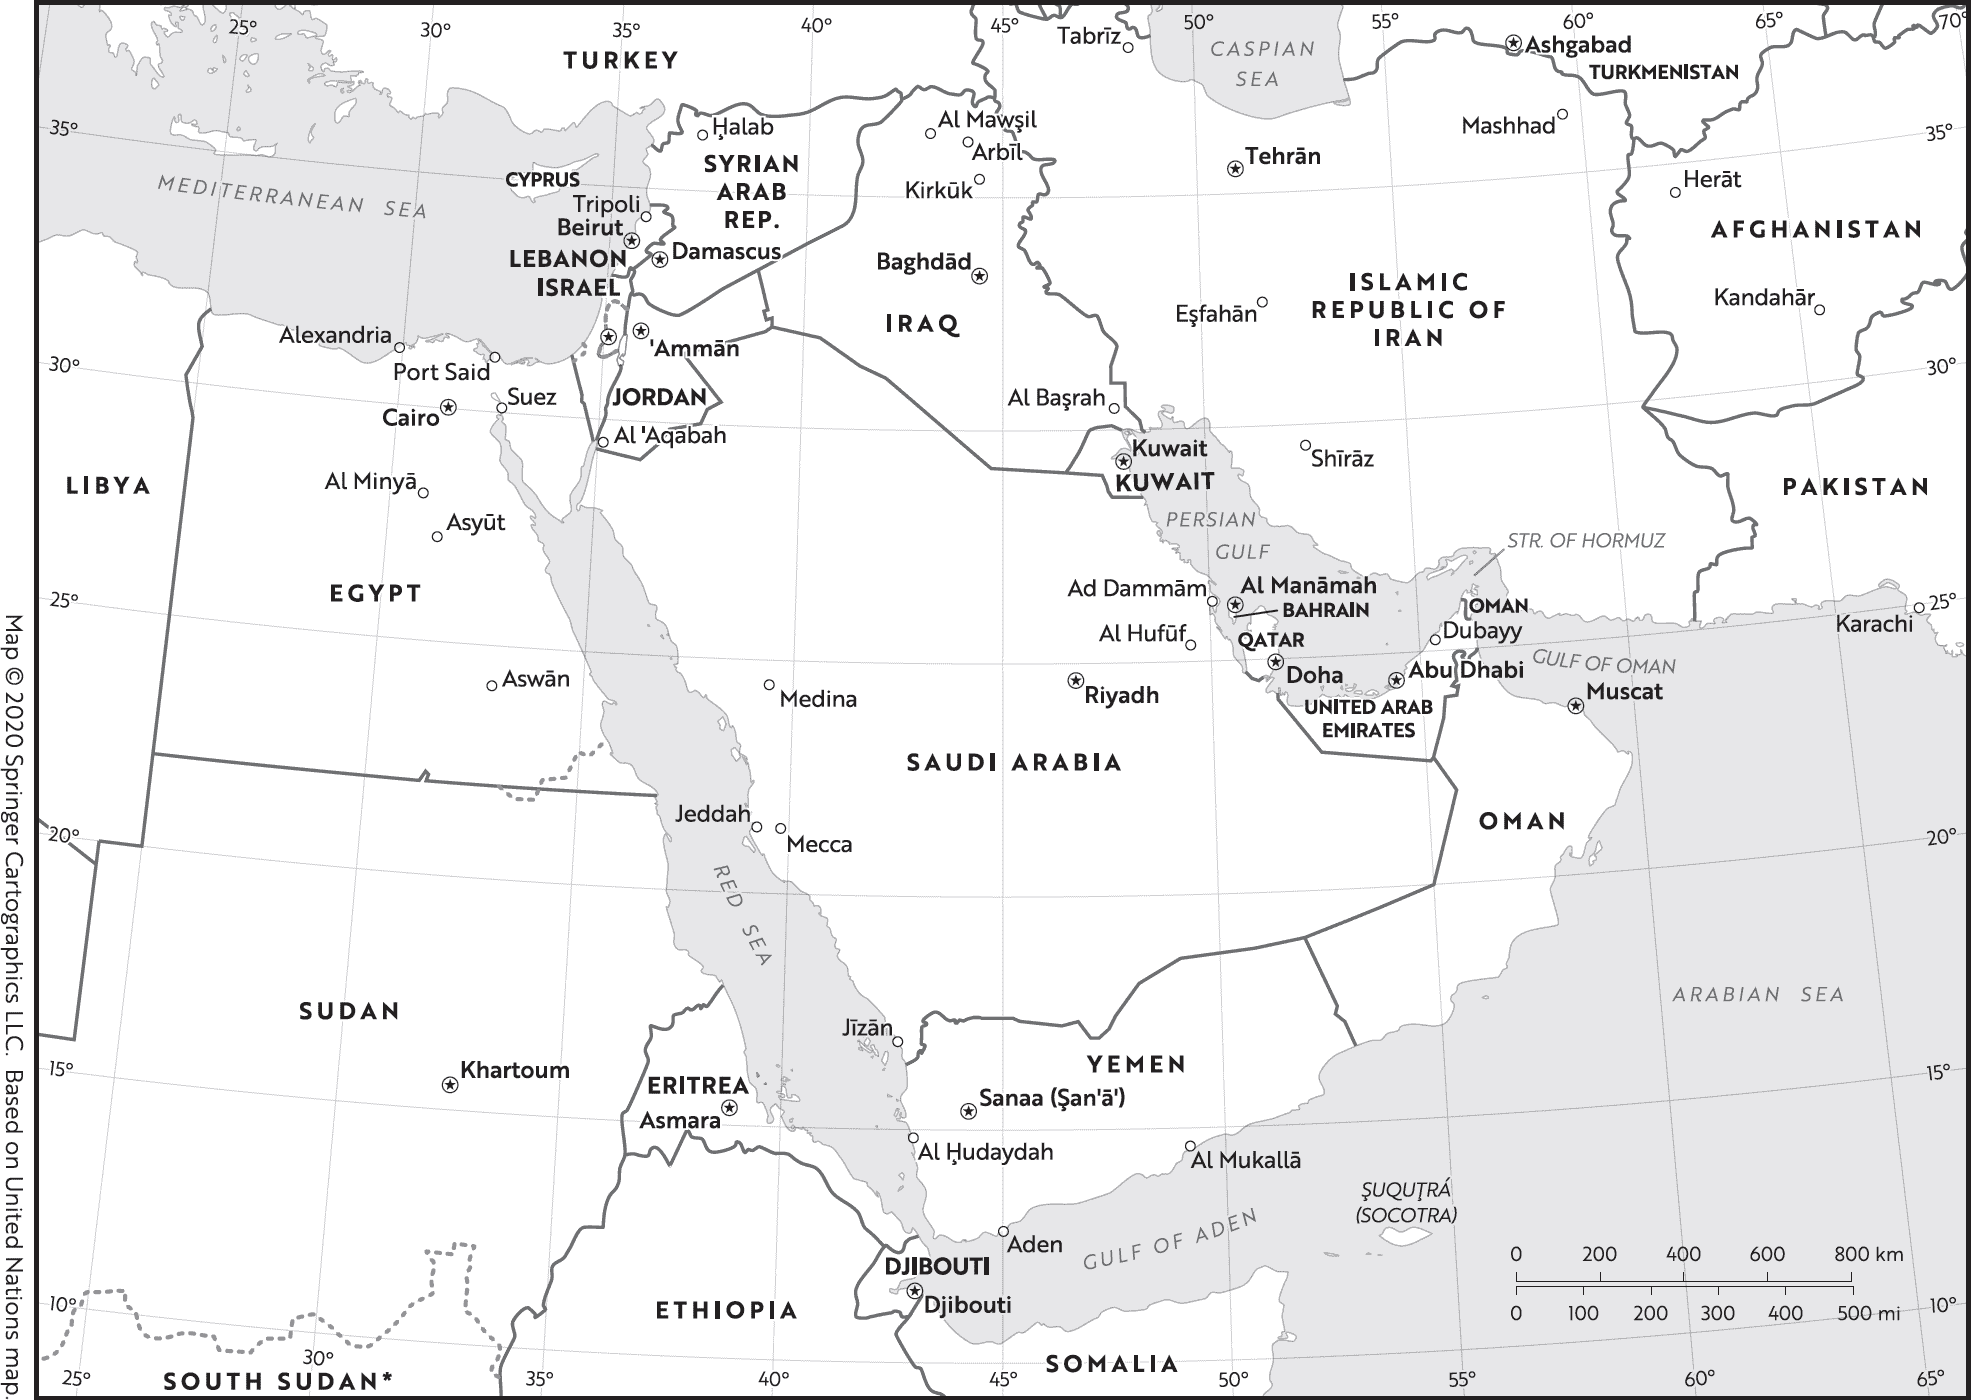 25°
30°
35°
40°
45°
50°
55°
60°
65°
70°
TURKEY
Tabrīz
CASPIAN
SEA
Ashgabad
TURKMENISTAN
35°
Ḩalab
Al Mawşil
Arbīl
Mashhad
35°
SYRIAN
ARAB
REP.
Tehrān
Kirkūk
Herāt
MEDITERRANEAN SEA
CYPRUS
Tripoli
Beirut
LEBANON
Damascus
ISRAEL
Baghdād
IRAQ
AFGHANISTAN
ISLAMIC
REPUBLIC OF
IRAN
Eşfahān
Kandahār
Alexandria
'Ammān
30°
Port Said
30°
Cairo
Suez
JORDAN
Al Başrah
Al 'Aqabah
Kuwait
KUWAIT
Shīrāz
LIBYA
Al Minyā
PAKISTAN
Asyūt
PERSIAN
GULF
STR. OF HORMUZ
EGYPT
25°
Ad Dammām
Al Manāmah
BAHRAIN
OMAN
25°
Karachi
Al Hufūf
QATAR
Dubayy
GULF OF OMAN
Aswān
Medina
Riyadh
Doha
Abu Dhabi
Muscat
UNITED ARAB
EMIRATES
SAUDI ARABIA
Jeddah
Mecca
OMAN
20°
20°
RED SEA
ARABIAN SEA
SUDAN
Jīzān
YEMEN
15°
Khartoum
15°
ERITREA
Asmara
Sanaa (Şan'ā')
Al Ḩudaydah
Al Mukallā
ŞUQUŢRÁ
(SOCOTRA)
Aden
GULF OF ADEN
DJIBOUTI
Djibouti
0 200 400 600 800 km
0 100 200 300 400 500 mi
10°
10°
ETHIOPIA
SOMALIA
30°
SOUTH SUDAN*
25°
35°
40°
45°
50°
55°
60°
65°
Map © 2020 Springer Cartographics LLC. Based on United Nations map.